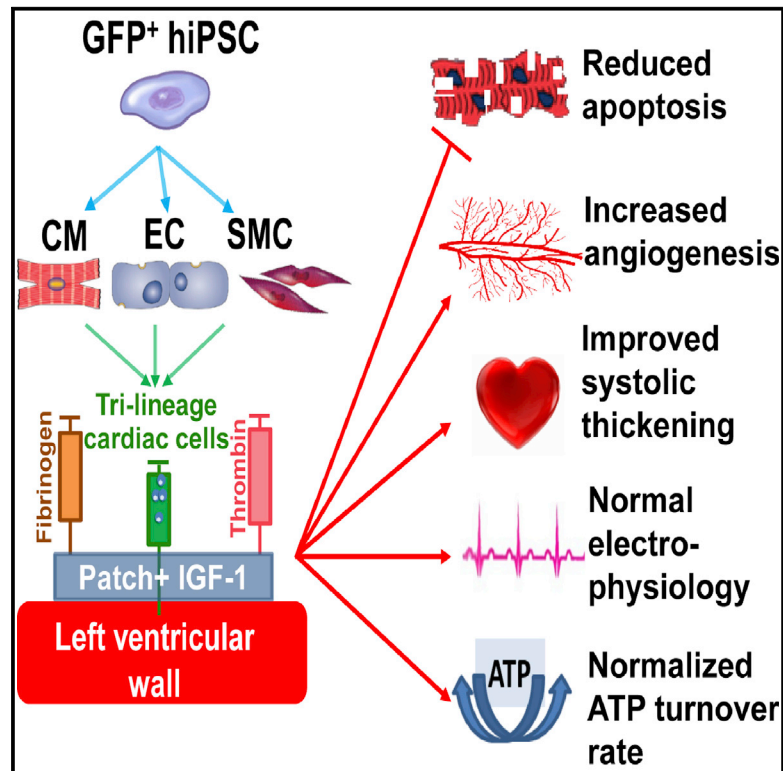 GFP⁺ hiPSC
CM
EC
SMC
Tri-lineage
cardiac cells
Fibrinogen
Thrombin
Patch+ IGF-1
Left ventricular
wall
Reduced
apoptosis
Increased
angiogenesis
Improved
systolic
thickening
Normal
electro-
physiology
ATP
Normalized
ATP turnover
rate